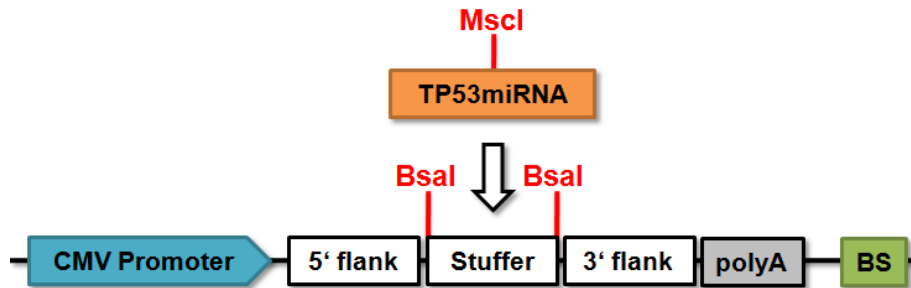 MscI
TP53miRNA
BsaI BsaI
CMV Promoter 5‘ flank Stuffer 3‘ flank polyA BS